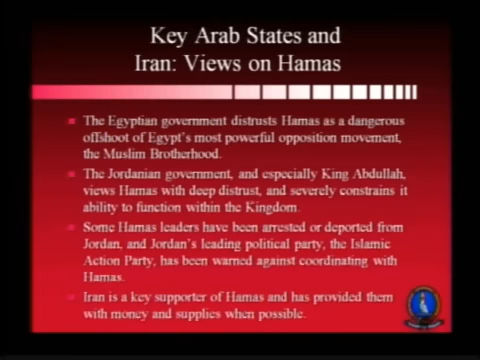 Key Arab States and
Iran: Views on Hamas
The Egyptian government distrusts Hamas as a dangerous
offshoot of Egypt's most powerful opposition movement,
the Muslim Brotherhood.
The Jordanian government, and especially King Abdullah,
views Hamas with deep distrust, and severely constrains it
ability to function within the Kingdom.
Some Hamas leaders have been arrested or deported from
Jordan, and Jordan's leading political party, the Islamic
Action Party, has been warned against coordinating with
Hamas.
Iran is a key supporter of Hamas and has provided them
with money and supplies when possible.